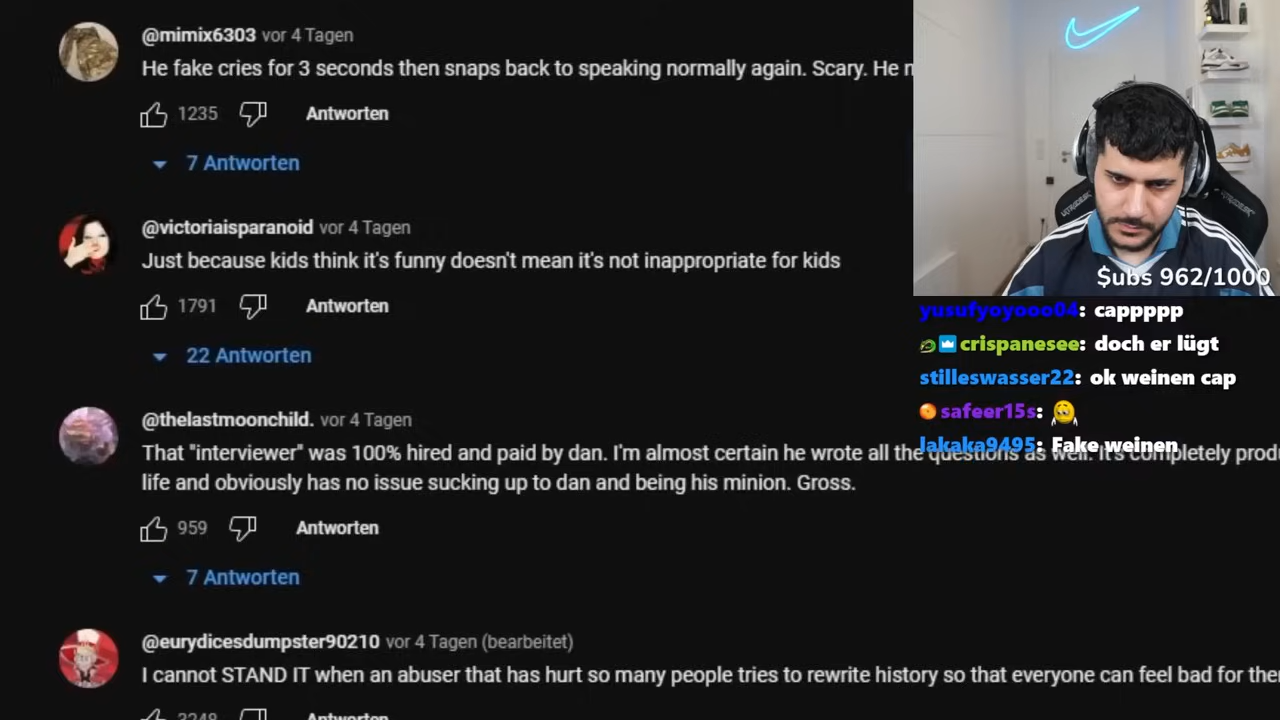 @mimix6303 vor 4 Tagen
He fake cries for 3 seconds then snaps back to speaking normally again. Scary. He
1235 Antworten
7 Antworten
@victoriaisparanoid vor 4 Tagen
Just because kids think it's funny doesn't mean it's not inappropriate for kids
1791 Antworten
22 Antworten
@thelastmoonchild. vor 4 Tagen
That "interviewer" was 100% hired and paid by dan. I'm almost certain he wrote all the questions as well. It's completely
life and obviously has no issue sucking up to dan and being his minion. Gross.
959 Antworten
7 Antworten
@eurydicesdumpster90210 vor 4 Tagen (bearbeitet)
I cannot STAND IT when an abuser that has hurt so many people tries to rewrite history so that everyone can feel bad for
3248 Antworten
$ubs 962/1000
yusufyoyooo04: cappppp
crispanesee: doch er lügt
stilleswasser22: ok weinen cap
safeer15s:
lakaka9495: Fake weinen